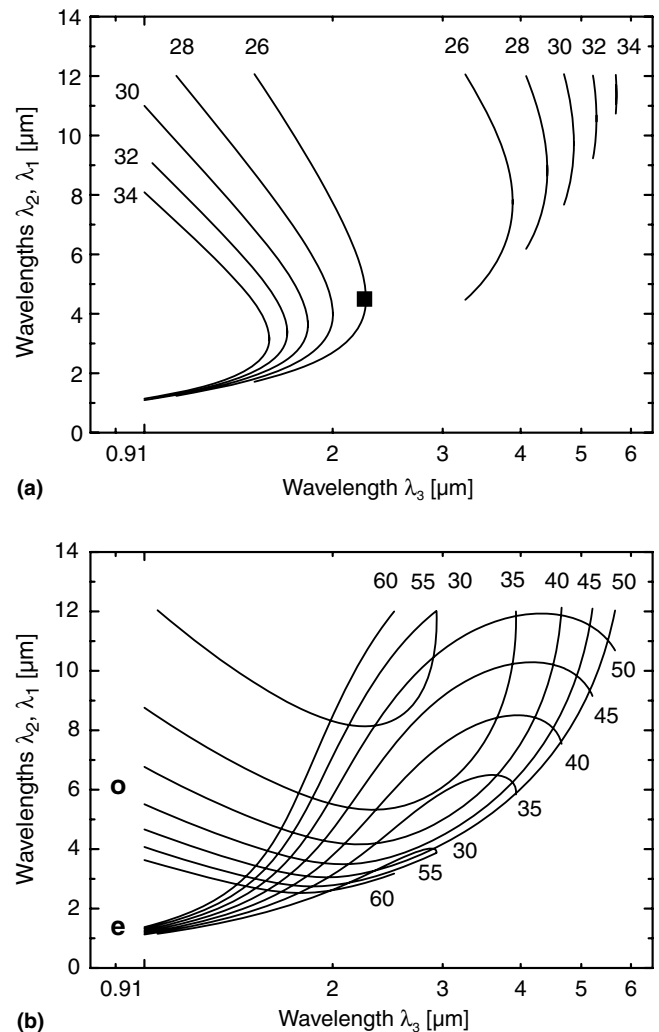 14
12
10
8
6
4
2
0
Wavelengths λ₂, λ₁ [µm]
28 26 26 28 30 32 34
30
32
34
0.91 2 3 4 5 6
(a) Wavelength λ₃ [µm]
14
12
10
8
6
4
2
0
Wavelengths λ₂, λ₁ [µm]
60 55 30 35 40 45 50
50
45
40
o
35
30
55
60
e
0.91 2 3 4 5 6
(b) Wavelength λ₃ [µm]